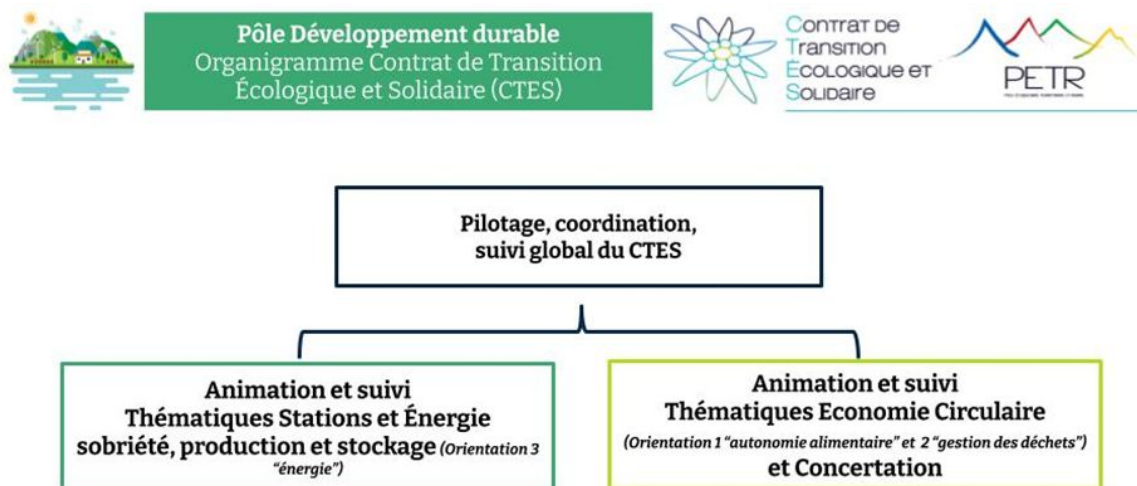 Pôle Développement durable
Organigramme Contrat de Transition
Écologique et Solidaire (CTES)
CONTRAT DE
TRANSITION
ÉCOLOGIQUE ET
SOLIDAIRE
PETR
Pilotage, coordination,
suivi global du CTES
Animation et suivi
Thématiques Stations et Énergie
sobriété, production et stockage (Orientation 3
“énergie”)
Animation et suivi
Thématiques Economie Circulaire
(Orientation 1 “autonomie alimentaire” et 2 “gestion des déchets”)
et Concertation